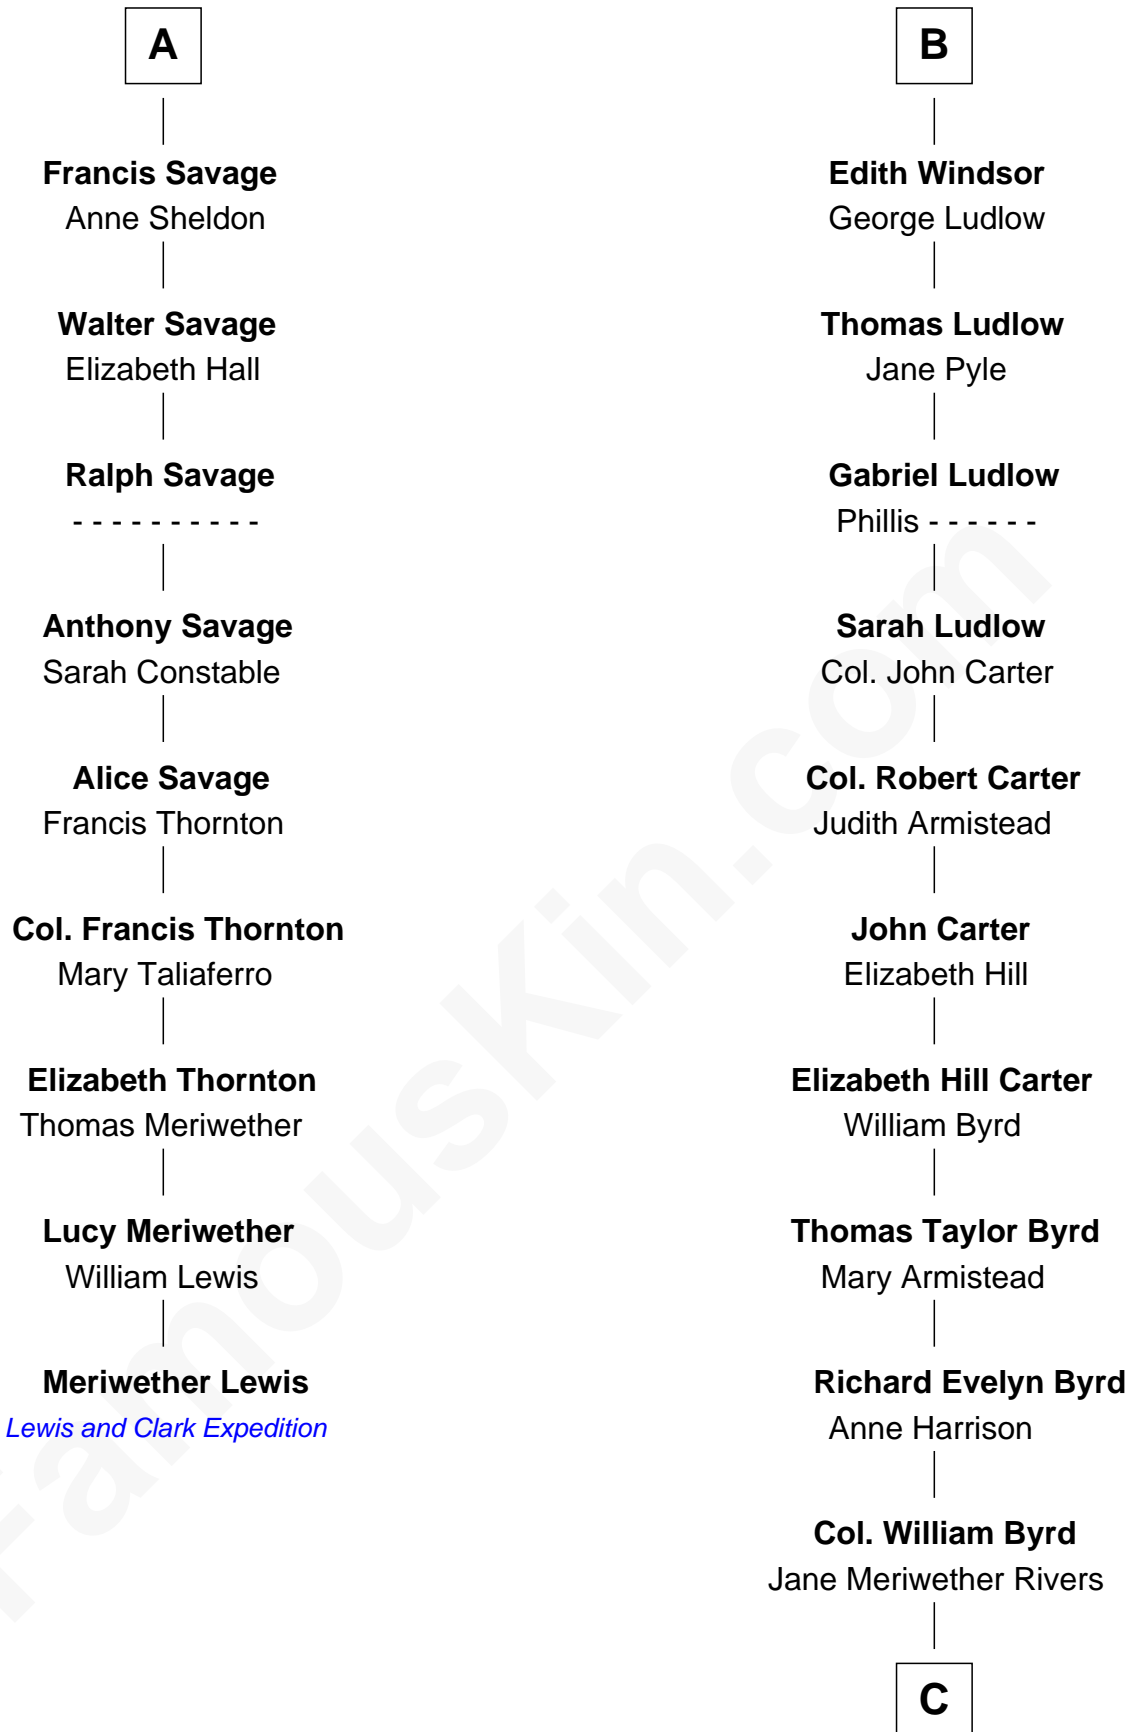 A
Francis Savage
Anne Sheldon
Walter Savage
Elizabeth Hall
Ralph Savage
- - - - - - - - - -
Anthony Savage
Sarah Constable
Alice Savage
Francis Thornton
Col. Francis Thornton
Mary Taliaferro
Elizabeth Thornton
Thomas Meriwether
Lucy Meriwether
William Lewis
Meriwether Lewis
Lewis and Clark Expedition
B
Edith Windsor
George Ludlow
Thomas Ludlow
Jane Pyle
Gabriel Ludlow
Phillis - - - - - -
Sarah Ludlow
Col. John Carter
Col. Robert Carter
Judith Armistead
John Carter
Elizabeth Hill
Elizabeth Hill Carter
William Byrd
Thomas Taylor Byrd
Mary Armistead
Richard Evelyn Byrd
Anne Harrison
Col. William Byrd
Jane Meriwether Rivers
C
FamousKin.com